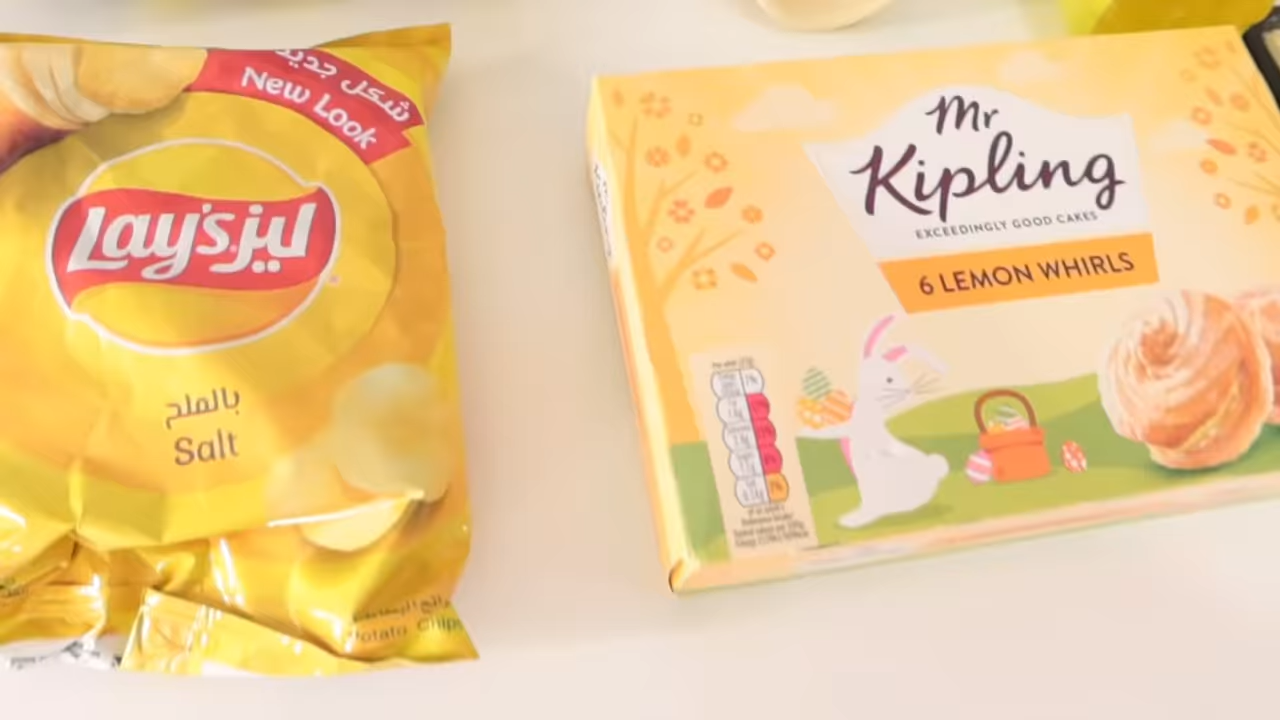 شكل جديد
New Look
Lay's ليز
بالملح
Salt
Potato Chips
Mr
Kipling
EXCEEDINGLY GOOD CAKES
6 LEMON WHIRLS